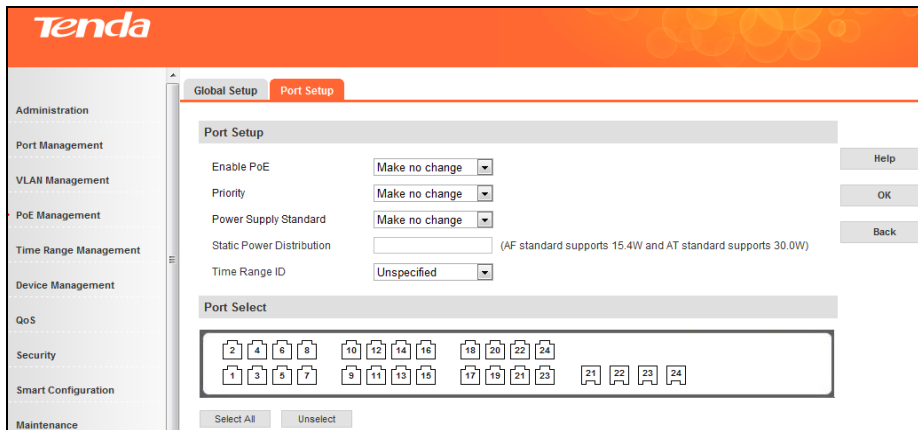 Tenda
Administration
Port Management
VLAN Management
PoE Management
Time Range Management
Device Management
QoS
Security
Smart Configuration
Maintenance
Global Setup Port Setup
Port Setup
Enable PoE Make no change
Priority Make no change
Power Supply Standard Make no change
Static Power Distribution (AF standard supports 15.4W and AT standard supports 30.0W)
Time Range ID Unspecified
Port Select
2 4 6 8 10 12 14 16 18 20 22 24
1 3 5 7 9 11 13 15 17 19 21 23 21 22 23 24
Select All Unselect
Help
OK
Back